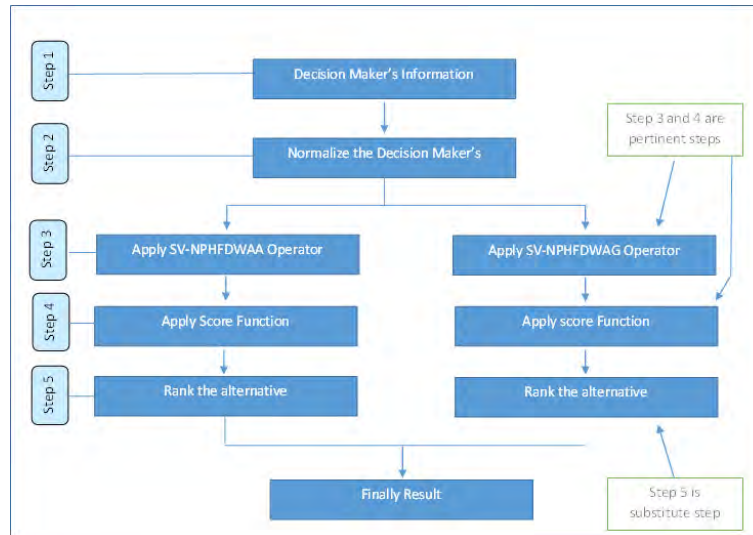 Step 1
Decision Maker's Information
Step 2
Normalize the Decision Maker's
Step 3 and 4 are
pertinent steps
Step 3
Apply SV-NPHFDWAA Operator
Apply SV-NPHFDWAG Operator
Step 4
Apply Score Function
Apply score Function
Step 5
Rank the alternative
Rank the alternative
Finally Result
Step 5 is
substitute step